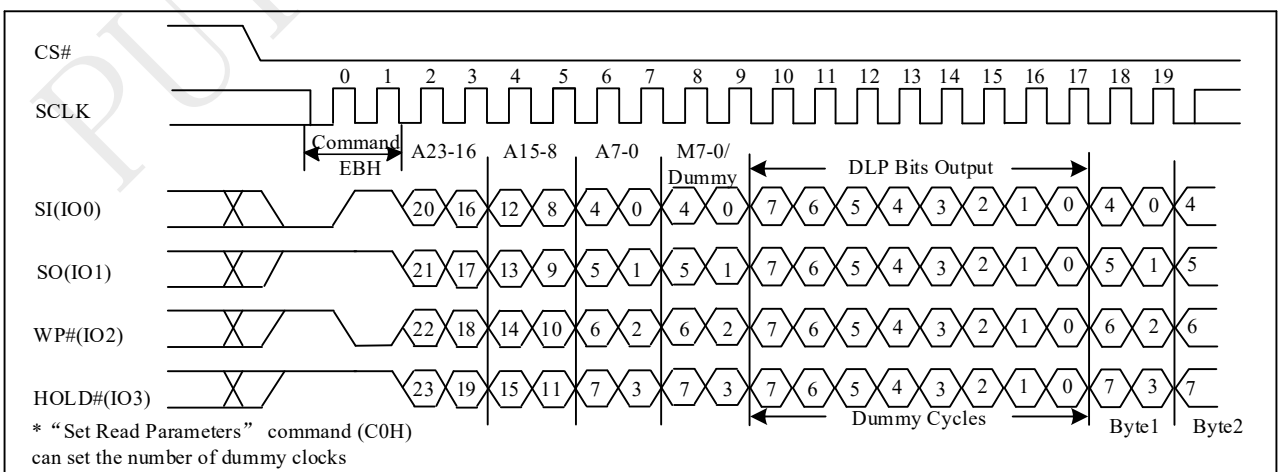 PUY
CS#
0 1 2 3 4 5 6 7 8 9 10 11 12 13 14 15 16 17 18 19
SCLK
Command A23-16 A15-8 A7-0 M7-0/ DLP Bits Output
EBH Dummy
SI(IO0) 20 16 12 8 4 0 4 0 7 6 5 4 3 2 1 0 4 0 4
SO(IO1) 21 17 13 9 5 1 5 1 7 6 5 4 3 2 1 0 5 1 5
WP#(IO2) 22 18 14 10 6 2 6 2 7 6 5 4 3 2 1 0 6 2 6
HOLD#(IO3) 23 19 15 11 7 3 7 3 7 6 5 4 3 2 1 0 7 3 7
Dummy Cycles Byte1 Byte2
* “Set Read Parameters” command (C0H)
can set the number of dummy clocks